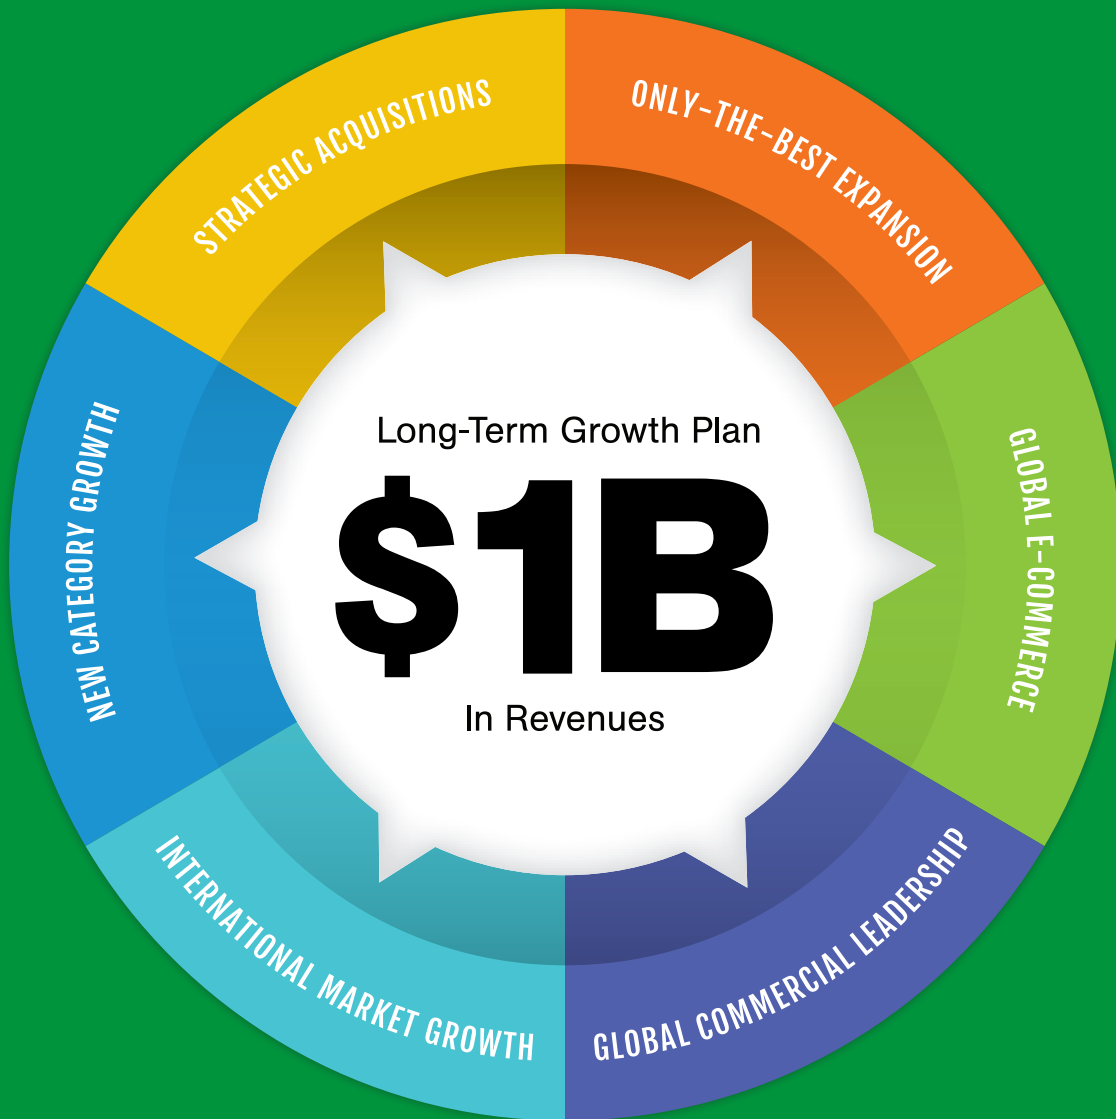 STRATEGIC ACQUISITIONS
ONLY-THE-BEST EXPANSION
NEW CATEGORY GROWTH
Long-Term Growth Plan
$1B
In Revenues
GLOBAL E-COMMERCE
INTERNATIONAL MARKET GROWTH
GLOBAL COMMERCIAL LEADERSHIP